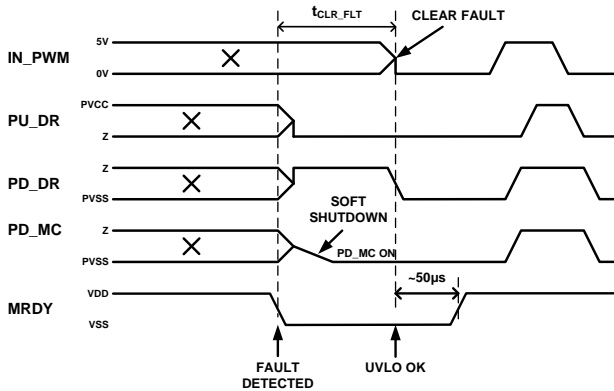 tCLR_FLT
CLEAR FAULT
IN_PWM
5V
0V
PU_DR
PVCC
Z
PD_DR
Z
PVSS
SOFT
SHUTDOWN
PD_MC
Z
PVSS
PD_MC ON
~50µs
MRDY
VDD
VSS
FAULT
DETECTED
UVLO OK